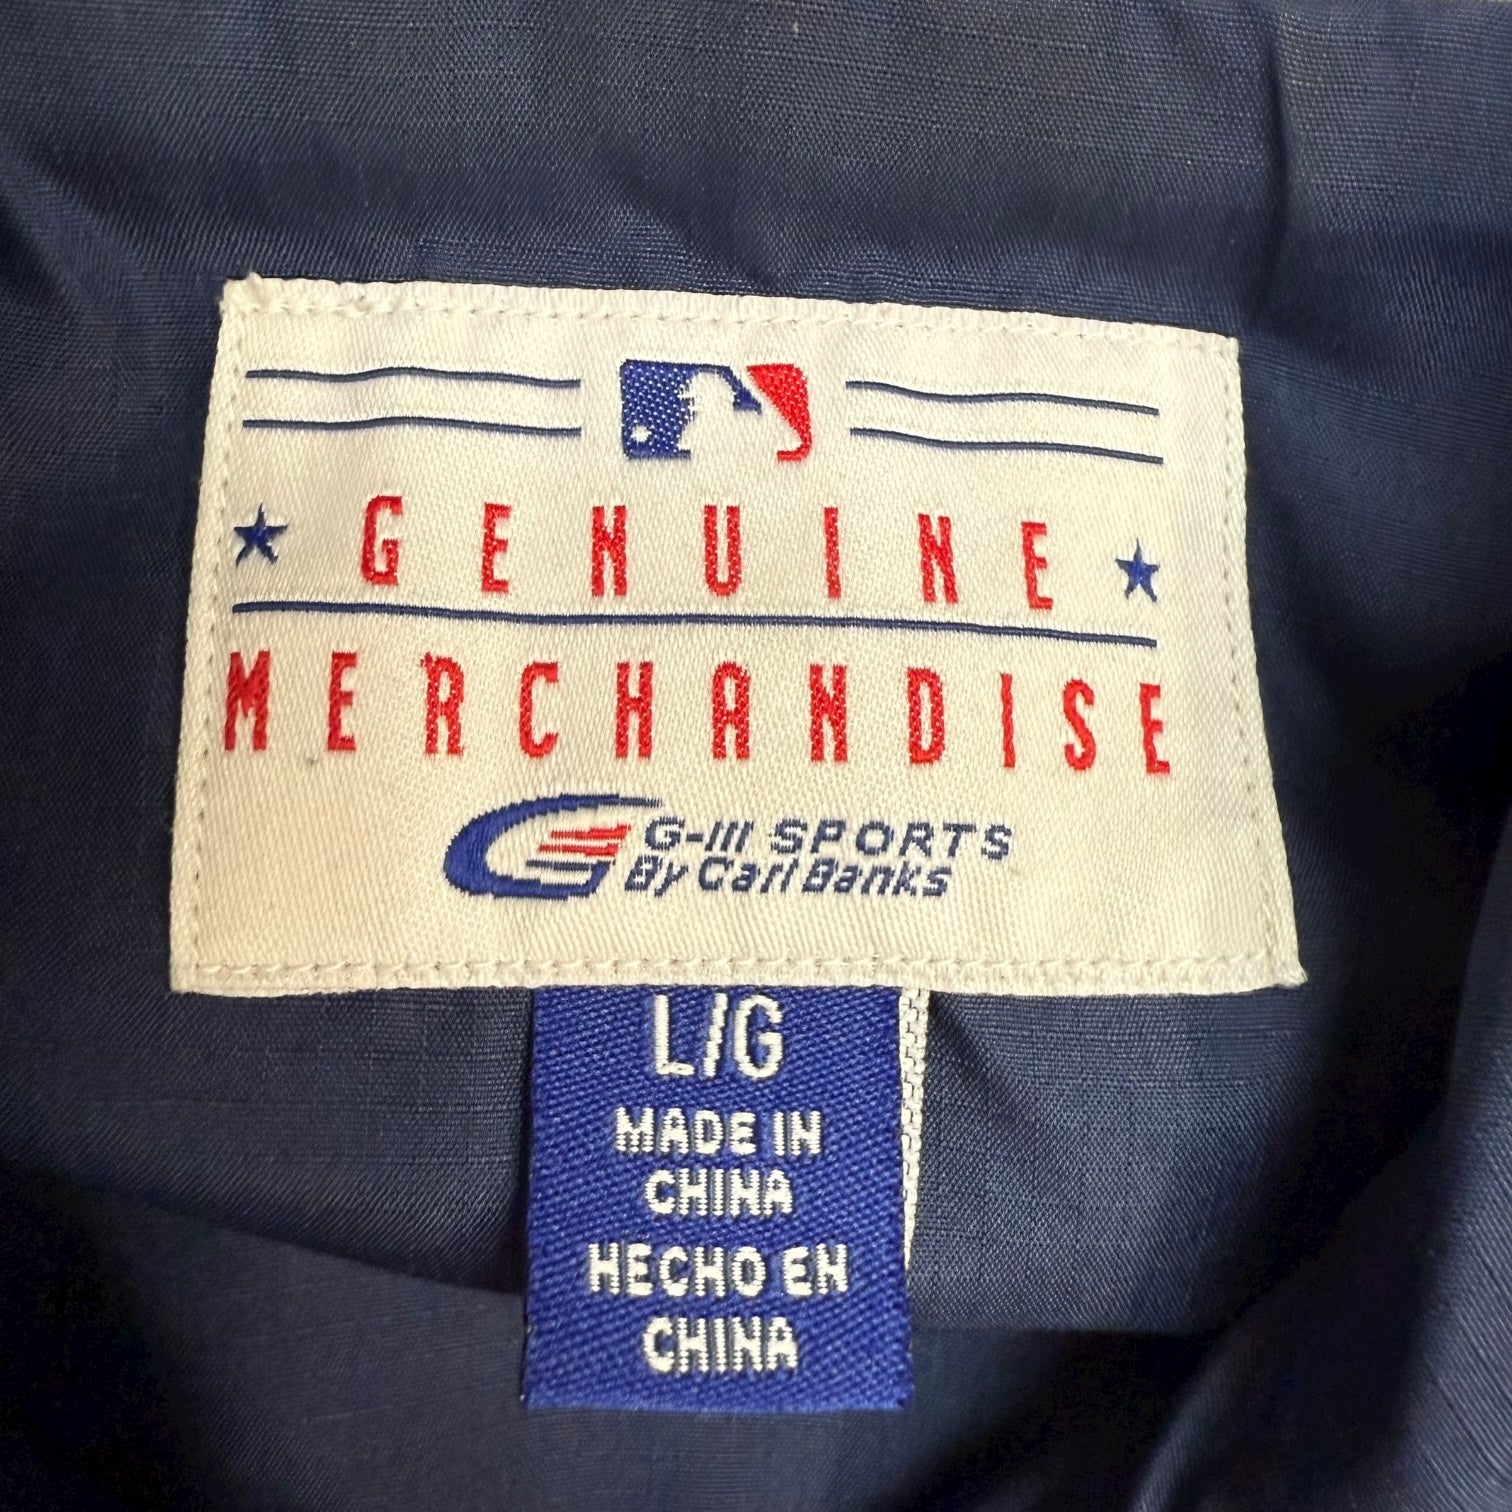 GENUINE
MERCHANDISE
G-III SPORTS
By Carl Banks
L/G
MADE IN
CHINA
HECHO EN
CHINA